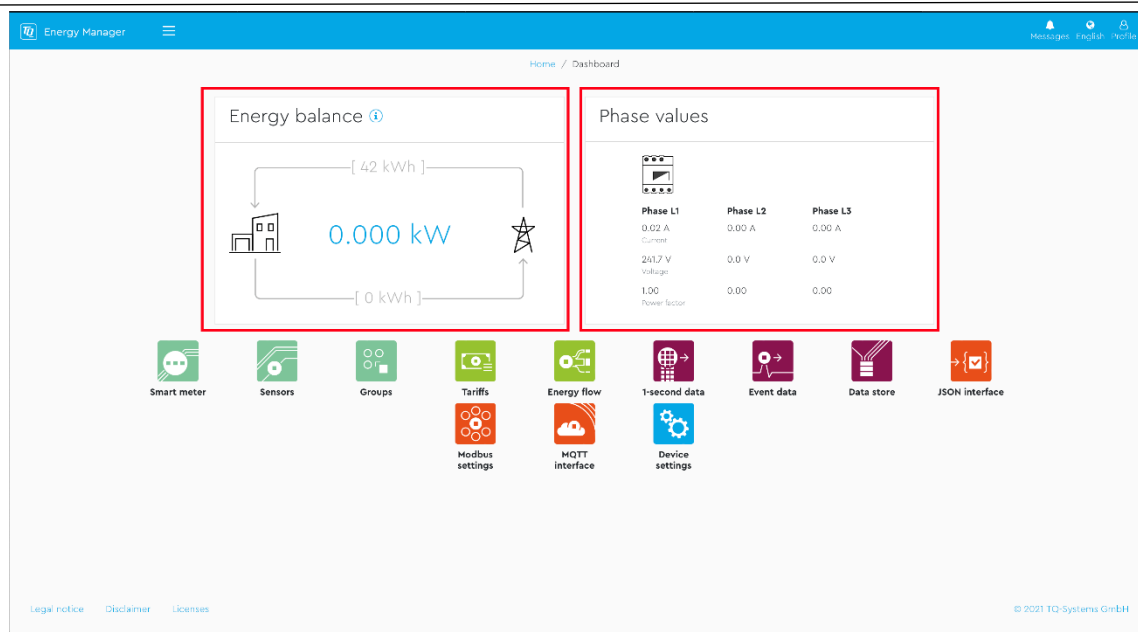 TQ Energy Manager
Messages English Profile
Home / Dashboard
Energy balance i
[ 42 kWh ]
0.000 kW
[ 0 kWh ]
Phase values
Phase L1 Phase L2 Phase L3
0.02 A 0.00 A 0.00 A
Current
241.7 V 0.0 V 0.0 V
Voltage
1.00 0.00 0.00
Power factor
Smart meter
Sensors
Groups
Tariffs
Energy flow
1-second data
Event data
Data store
JSON interface
Modbus
settings
MQTT
interface
Device
settings
Legal notice Disclaimer Licenses
© 2021 TQ-Systems GmbH